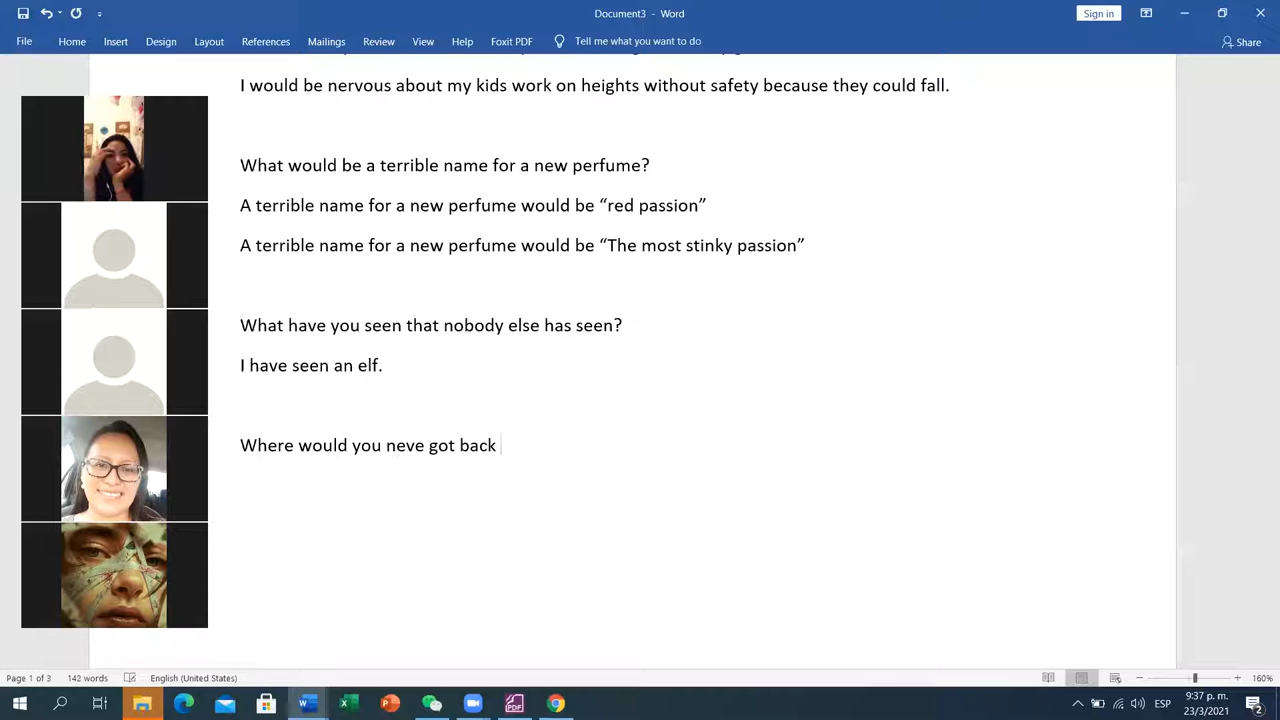 Document3 - Word
Sign in
File Home Insert Design Layout References Mailings Review View Help Foxit PDF Tell me what you want to do Share
I would be nervous about my kids work on heights without safety because they could fall.
What would be a terrible name for a new perfume?
A terrible name for a new perfume would be “red passion”
A terrible name for a new perfume would be “The most stinky passion”
What have you seen that nobody else has seen?
I have seen an elf.
Where would you neve got back
Page 1 of 3 142 words English (United States) 160%
ESP
9:37 p. m.
23/3/2021
2